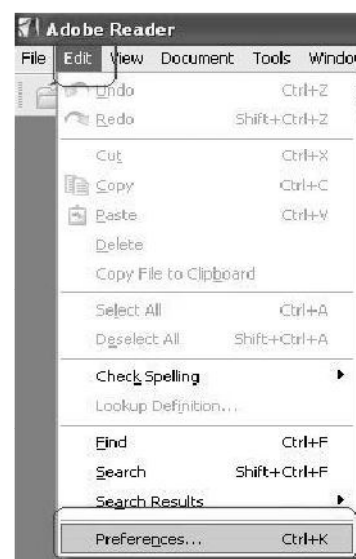 Adobe Reader
File Edit View Document Tools Windo
Undo Ctrl+Z
Redo Shift+Ctrl+Z
Cut Ctrl+X
Copy Ctrl+C
Paste Ctrl+V
Delete
Copy File to Clipboard
Select All Ctrl+A
Deselect All Shift+Ctrl+A
Check Spelling
Lookup Definition...
Find Ctrl+F
Search Shift+Ctrl+F
Search Results
Preferences... Ctrl+K